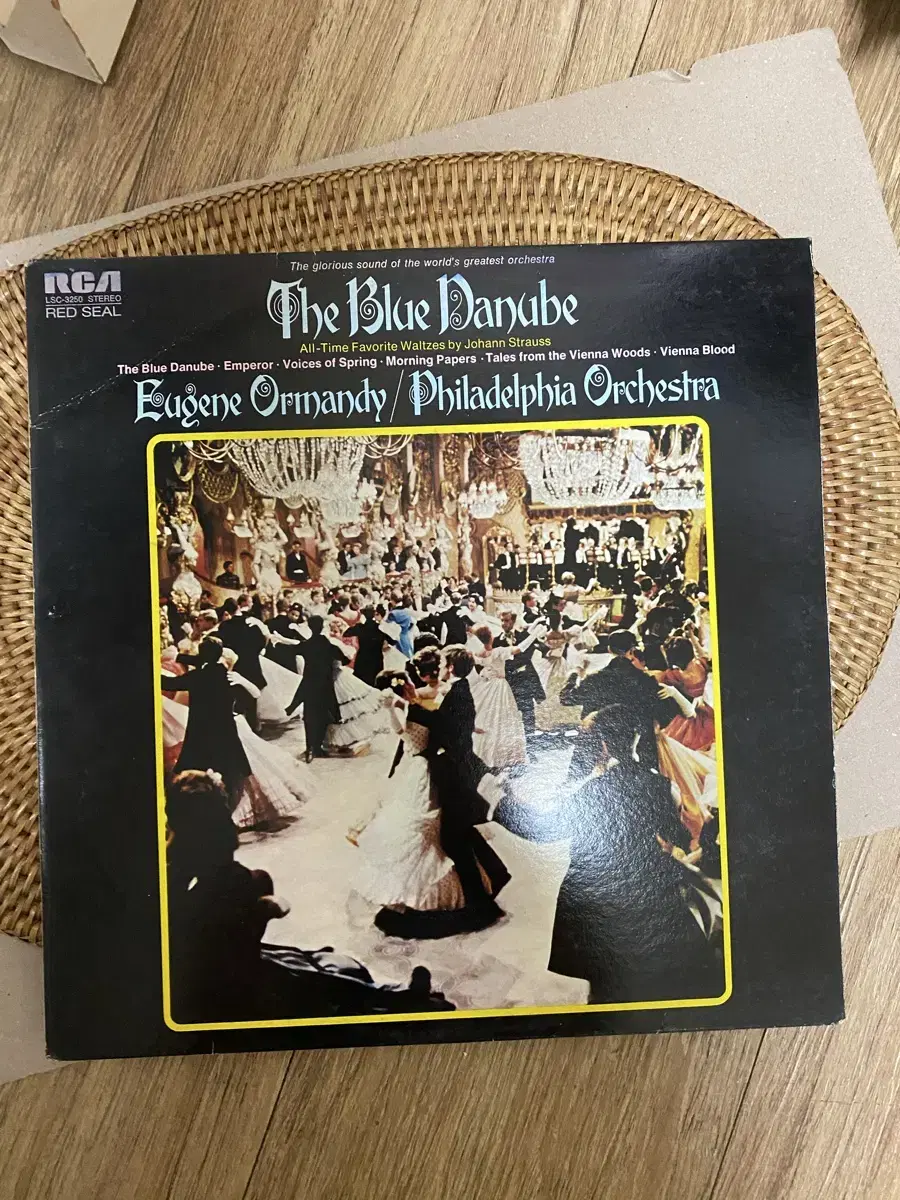 RCA
LSC-3250 STEREO
RED SEAL
The glorious sound of the world's greatest orchestra
The Blue Danube
All-Time Favorite Waltzes by Johann Strauss
The Blue Danube · Emperor · Voices of Spring · Morning Papers · Tales from the Vienna Woods · Vienna Blood
Eugene Ormandy/Philadelphia Orchestra